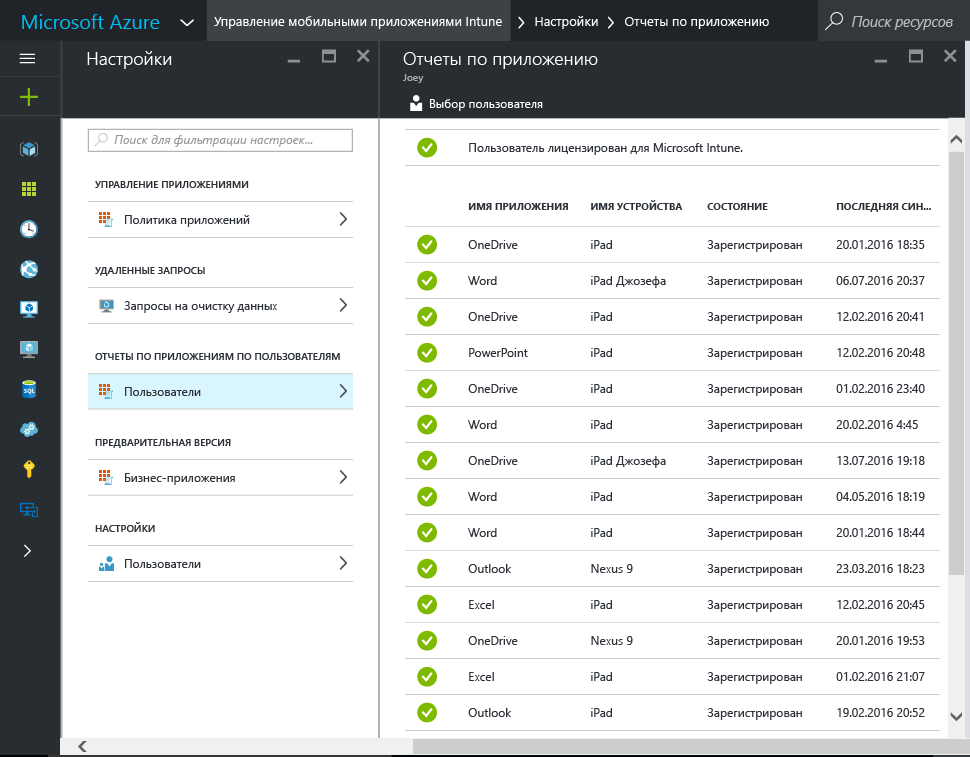 Microsoft Azure
Управление мобильными приложениями Intune
Настройки
Отчеты по приложению
Поиск ресурсов
Настройки
Поиск для фильтрации настроек...
УПРАВЛЕНИЕ ПРИЛОЖЕНИЯМИ
Политика приложений
УДАЛЕННЫЕ ЗАПРОСЫ
Запросы на очистку данных
ОТЧЕТЫ ПО ПРИЛОЖЕНИЯМ ПО ПОЛЬЗОВАТЕЛЯМ
Пользователи
ПРЕДВАРИТЕЛЬНАЯ ВЕРСИЯ
Бизнес-приложения
НАСТРОЙКИ
Пользователи
SQL
Отчеты по приложению
Joey
Выбор пользователя
Пользователь лицензирован для Microsoft Intune.
ИМЯ ПРИЛОЖЕНИЯ ИМЯ УСТРОЙСТВА СОСТОЯНИЕ ПОСЛЕДНЯЯ СИН...
OneDrive iPad Зарегистрирован 20.01.2016 18:35
Word iPad Джозефа Зарегистрирован 06.07.2016 20:37
OneDrive iPad Зарегистрирован 12.02.2016 20:41
PowerPoint iPad Зарегистрирован 12.02.2016 20:48
OneDrive iPad Зарегистрирован 01.02.2016 23:40
Word iPad Зарегистрирован 20.02.2016 4:45
OneDrive iPad Джозефа Зарегистрирован 13.07.2016 19:18
Word iPad Зарегистрирован 04.05.2016 18:19
Word iPad Зарегистрирован 20.01.2016 18:44
Outlook Nexus 9 Зарегистрирован 23.03.2016 18:23
Excel iPad Зарегистрирован 12.02.2016 20:45
OneDrive Nexus 9 Зарегистрирован 20.01.2016 19:53
Excel iPad Зарегистрирован 01.02.2016 21:07
Outlook iPad Зарегистрирован 19.02.2016 20:52